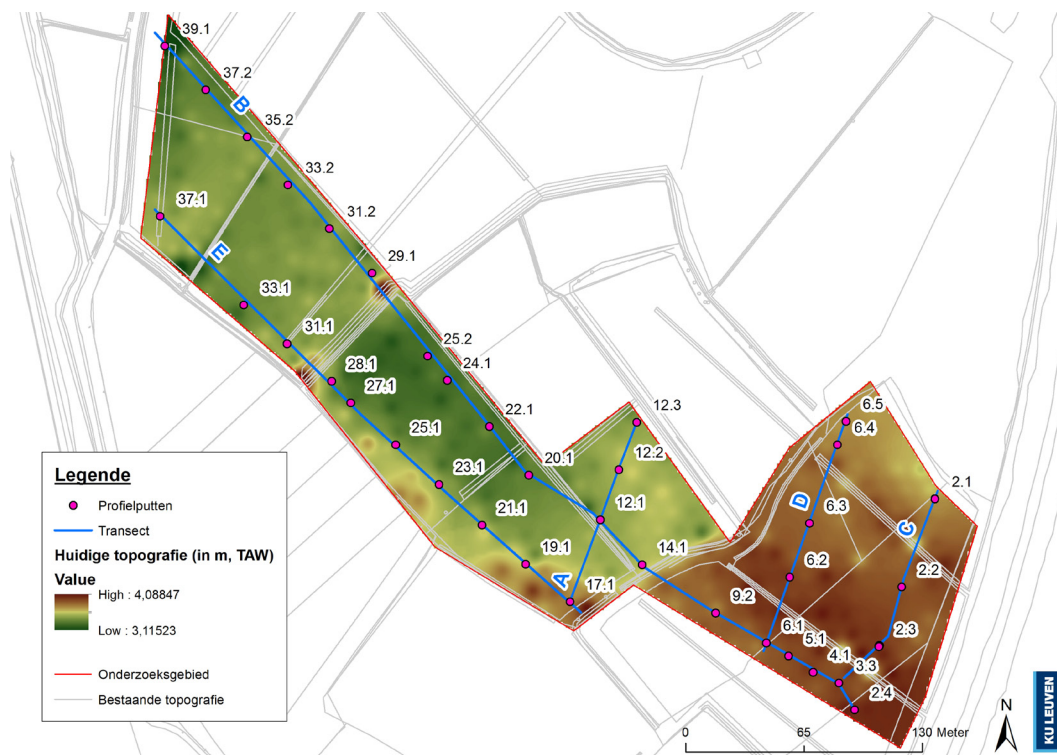 39.1
37.2
B
35.2
33.2
37.1
31.2
E
29.1
33.1
31.1
25.2
28.1
24.1
27.1
22.1
12.3
6.5
6.4
25.1
12.2
20.1
2.1
23.1
12.1
D
6.3
C
21.1
19.1
14.1
6.2
2.2
A
17.1
9.2
6.1
5.1
2.3
4.1
3.3
2.4
Legende
Profielputten
Transect
Huidige topografie (in m, TAW)
Value
High : 4,08847
Low : 3,11523
Onderzoeksgebied
Bestaande topografie
0 65 130 Meter
N
KU LEUVEN